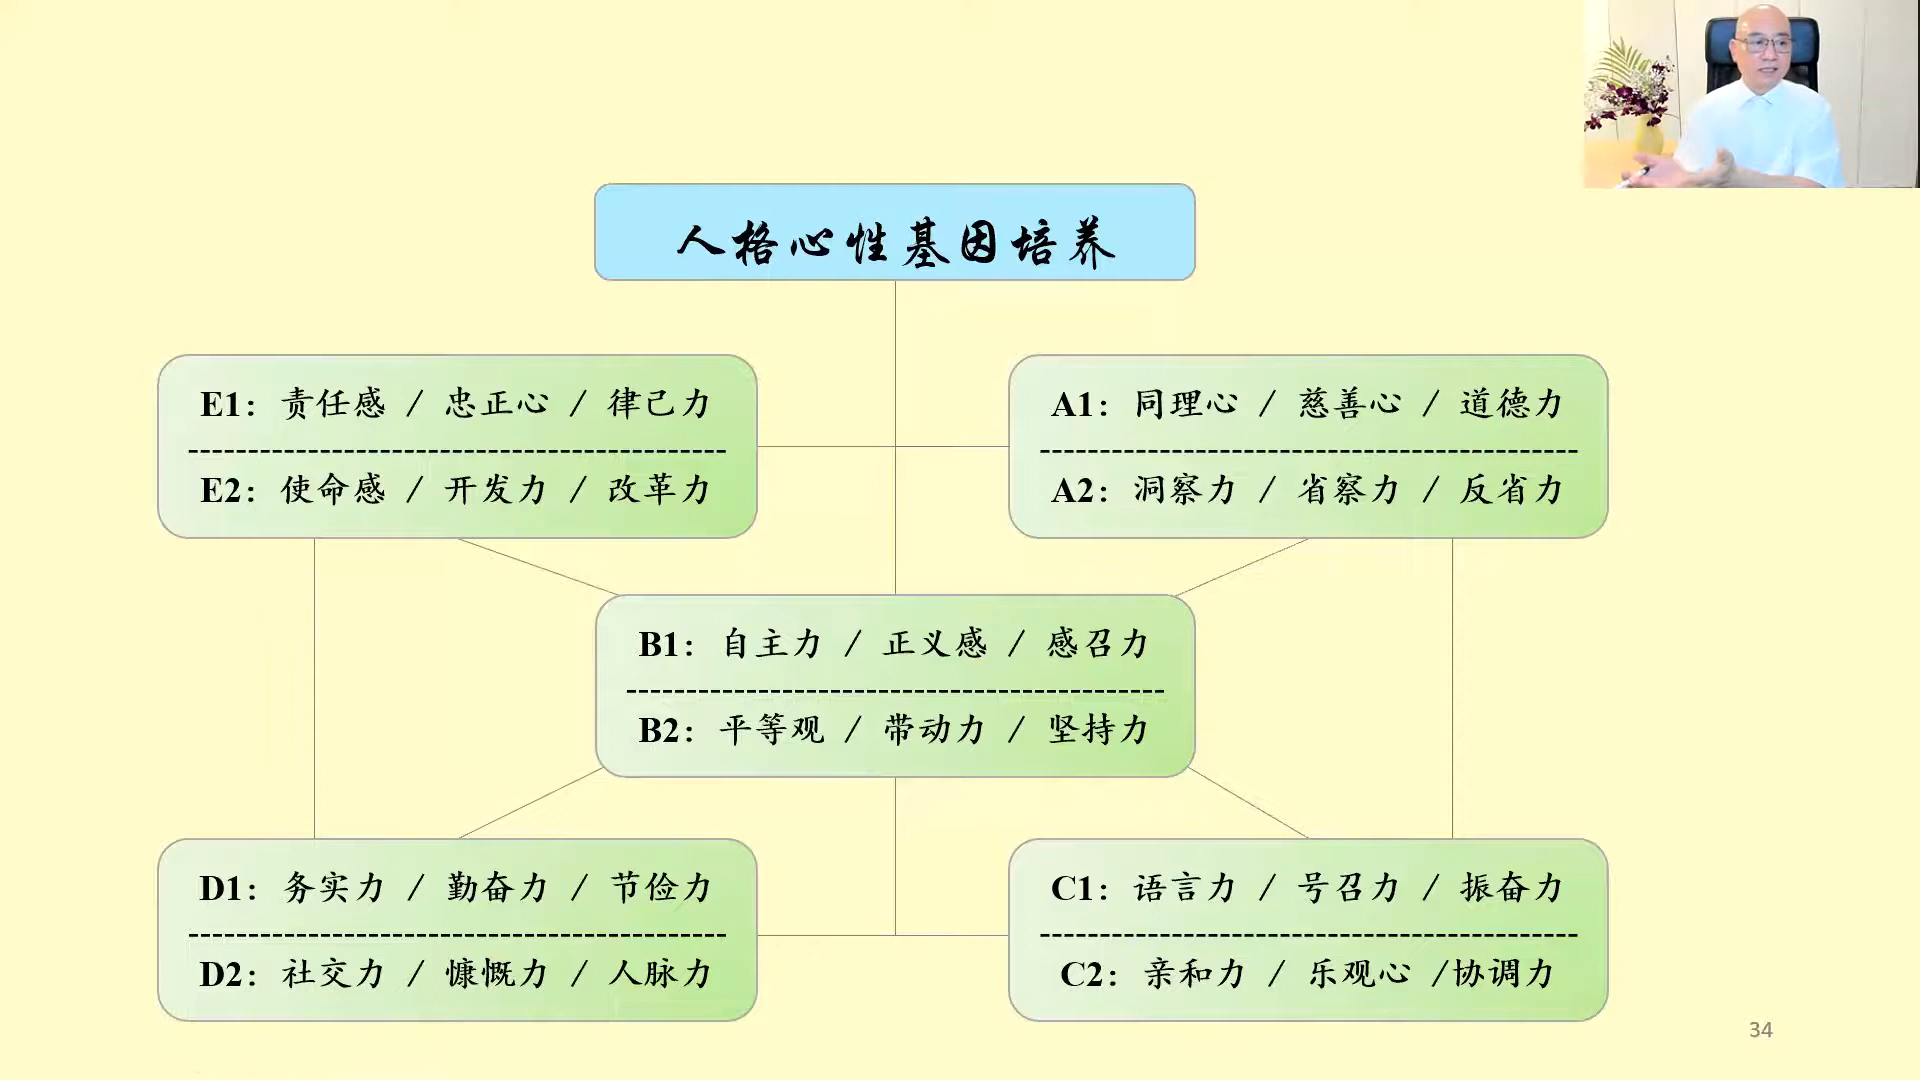 人格心性基因培养
E1: 责任感 / 忠正心 / 律己力
E2: 使命感 / 开发力 / 改革力
A1: 同理心 / 慈善心 / 道德力
A2: 洞察力 / 省察力 / 反省力
B1: 自主力 / 正义感 / 感召力
B2: 平等观 / 带动力 / 坚持力
D1: 务实力 / 勤奋力 / 节俭力
D2: 社交力 / 慷慨力 / 人脉力
C1: 语言力 / 号召力 / 振奋力
C2: 亲和力 / 乐观心 /协调力
34